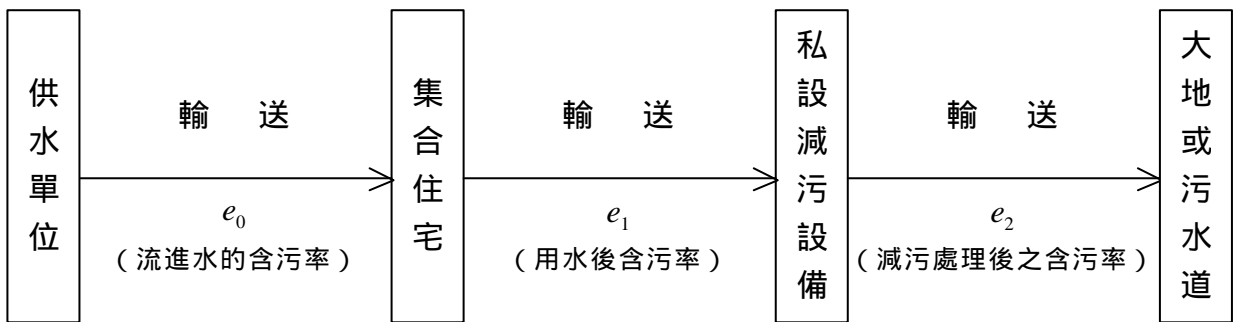 供水單位
輸 送
e₀
（流進水的含污率）
集合住宅
輸 送
e₁
（用水後含污率）
私設減污設備
輸 送
e₂
（減污處理後之含污率）
大地或污水道